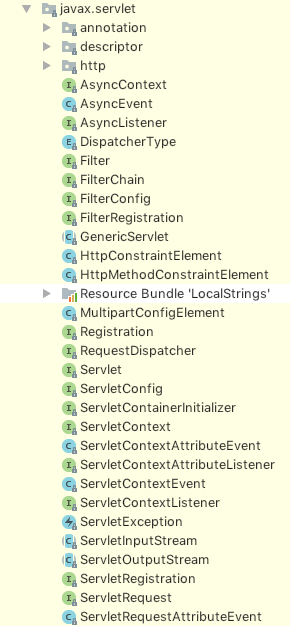 javax.servlet
annotation
descriptor
http
AsyncContext
AsyncEvent
AsyncListener
DispatcherType
Filter
FilterChain
FilterConfig
FilterRegistration
GenericServlet
HttpConstraintElement
HttpMethodConstraintElement
Resource Bundle 'LocalStrings'
MultipartConfigElement
Registration
RequestDispatcher
Servlet
ServletConfig
ServletContainerInitializer
ServletContext
ServletContextAttributeEvent
ServletContextAttributeListener
ServletContextEvent
ServletContextListener
ServletException
ServletInputStream
ServletOutputStream
ServletRegistration
ServletRequest
ServletRequestAttributeEvent